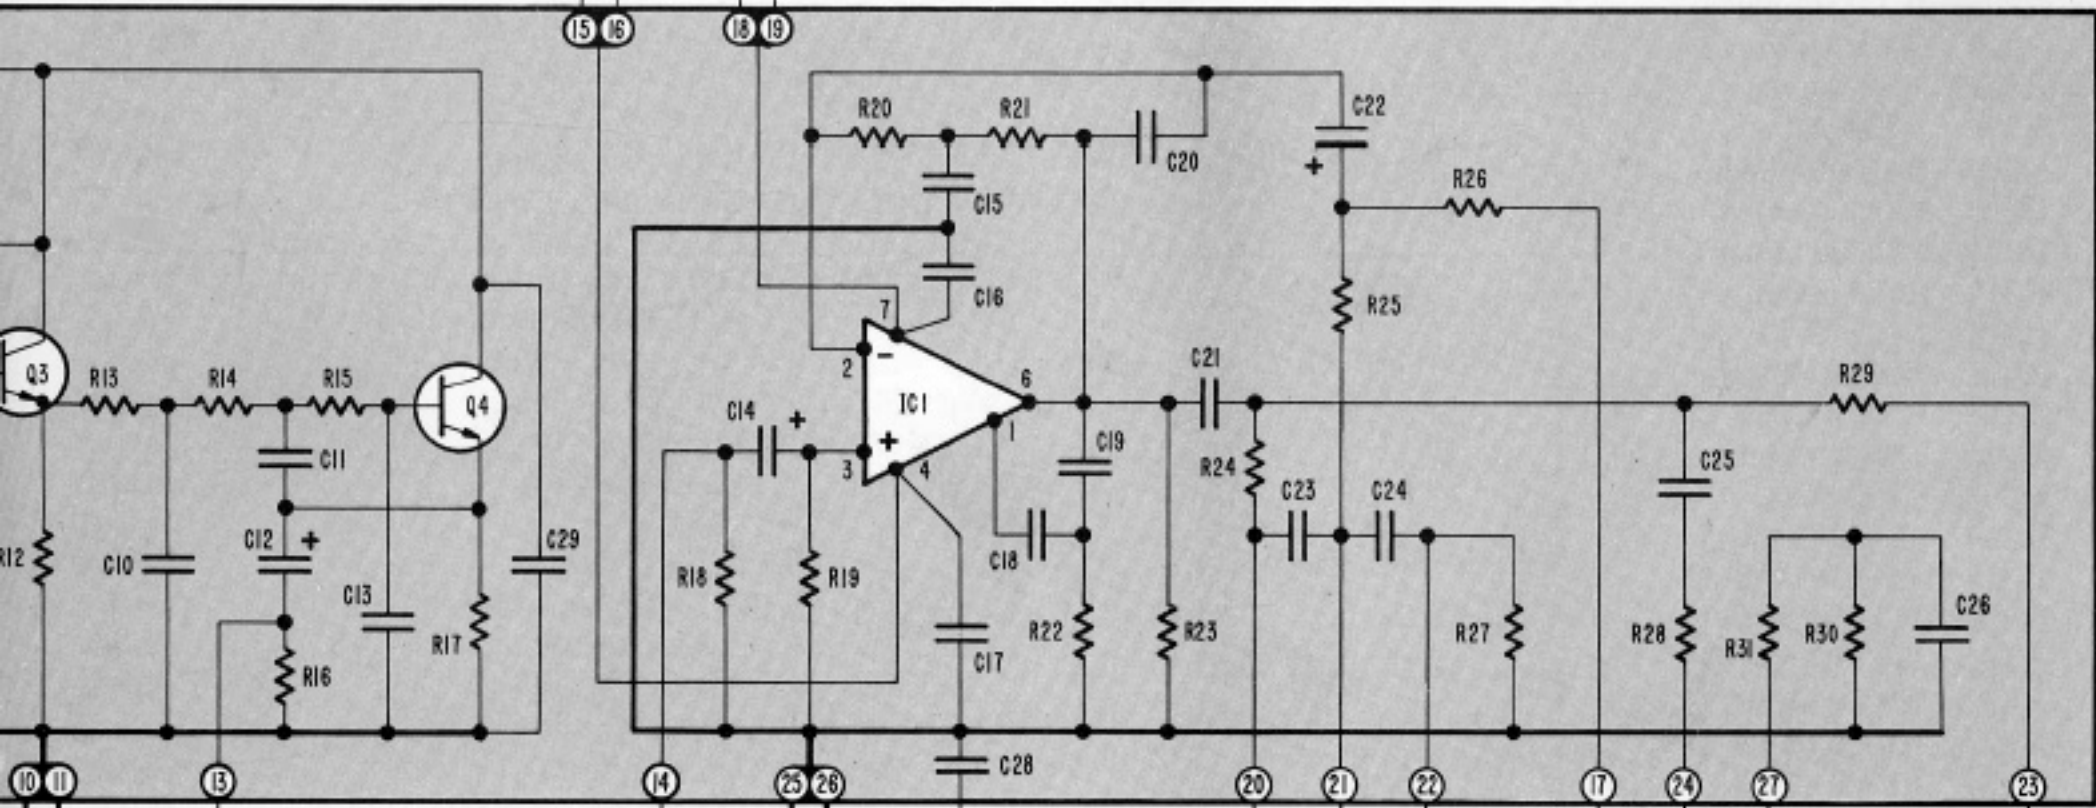 15 16 18 19
C22
R20 R21
C20
R26
C15
C16
7
R25
2 -
Q3 R13 R14 R15 Q4
C21
6
R29
IC1
C14 +
1
+
3 4
C19
C11
R24
C25
C23 C24
C12 +
R12 C10
C29
C18
R18 R19
C13
C26
R22 R23
R27
R28 R31 R30
R17
C17
R16
C28
10 11 13 14 25 26 20 21 22 17 24 27 23
+